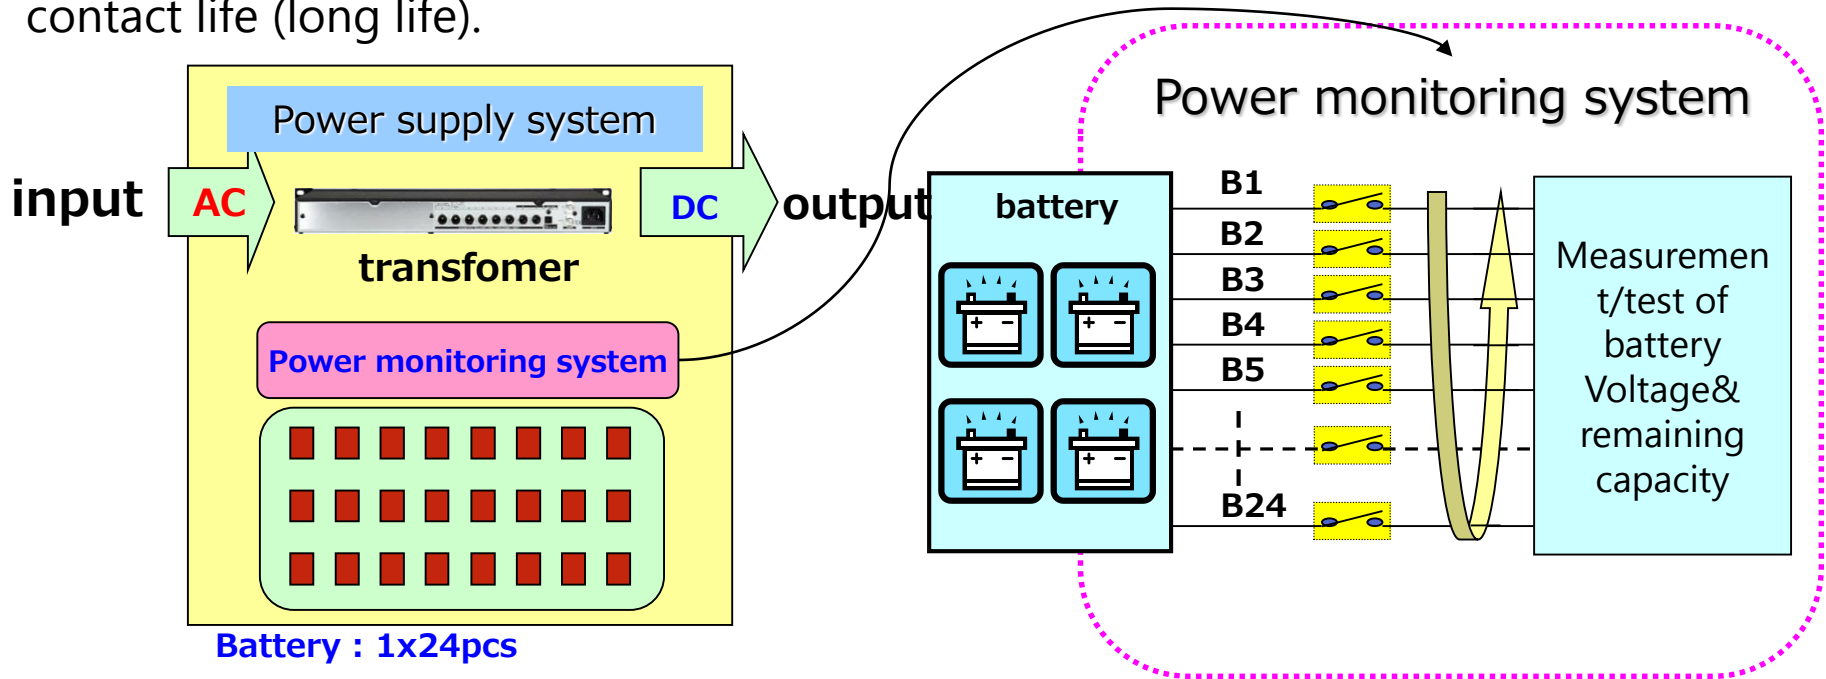 contact life (long life).
Power supply system
input
AC
DC
output
transfomer
Power monitoring system
Battery : 1x24pcs
Power monitoring system
battery
B1
B2
B3
B4
B5
B24
Measuremen
t/test of
battery
Voltage&
remaining
capacity